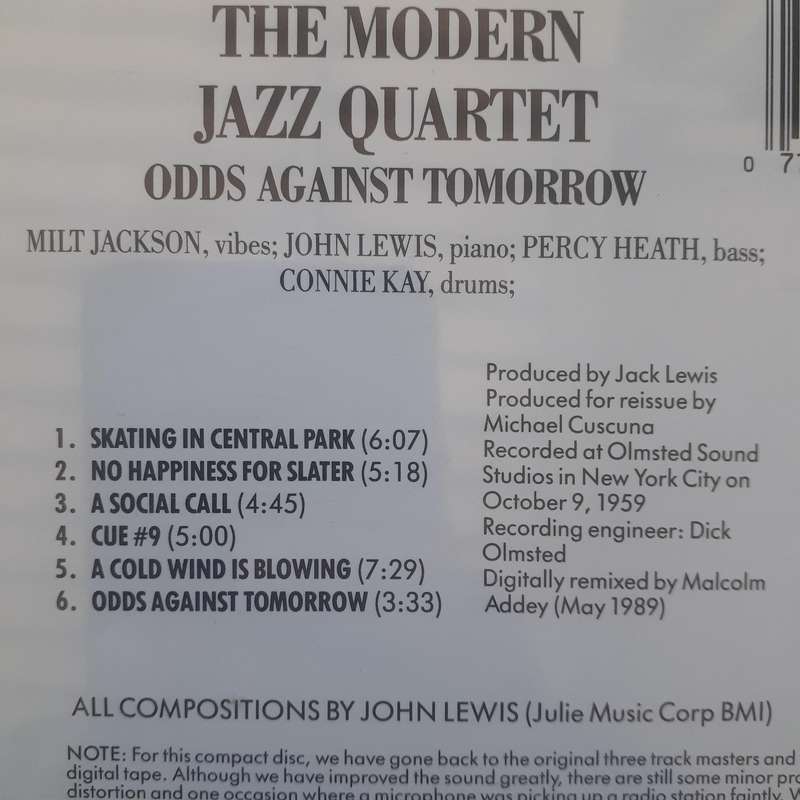 THE MODERN
JAZZ QUARTET
0 7
ODDS AGAINST TOMORROW
MILT JACKSON, vibes; JOHN LEWIS, piano; PERCY HEATH, bass;
CONNIE KAY, drums;
1. SKATING IN CENTRAL PARK (6:07)
2. NO HAPPINESS FOR SLATER (5:18)
3. A SOCIAL CALL (4:45)
4. CUE #9 (5:00)
5. A COLD WIND IS BLOWING (7:29)
6. ODDS AGAINST TOMORROW (3:33)
Produced by Jack Lewis
Produced for reissue by
Michael Cuscuna
Recorded at Olmsted Sound
Studios in New York City on
October 9, 1959
Recording engineer: Dick
Olmsted
Digitally remixed by Malcolm
Addey (May 1989)
ALL COMPOSITIONS BY JOHN LEWIS (Julie Music Corp BMI)
NOTE: For this compact disc, we have gone back to the original three track masters and
digital tape. Although we have improved the sound greatly, there are still some minor
distortion and one occasion where a microphone was picking up a radio station faintly.